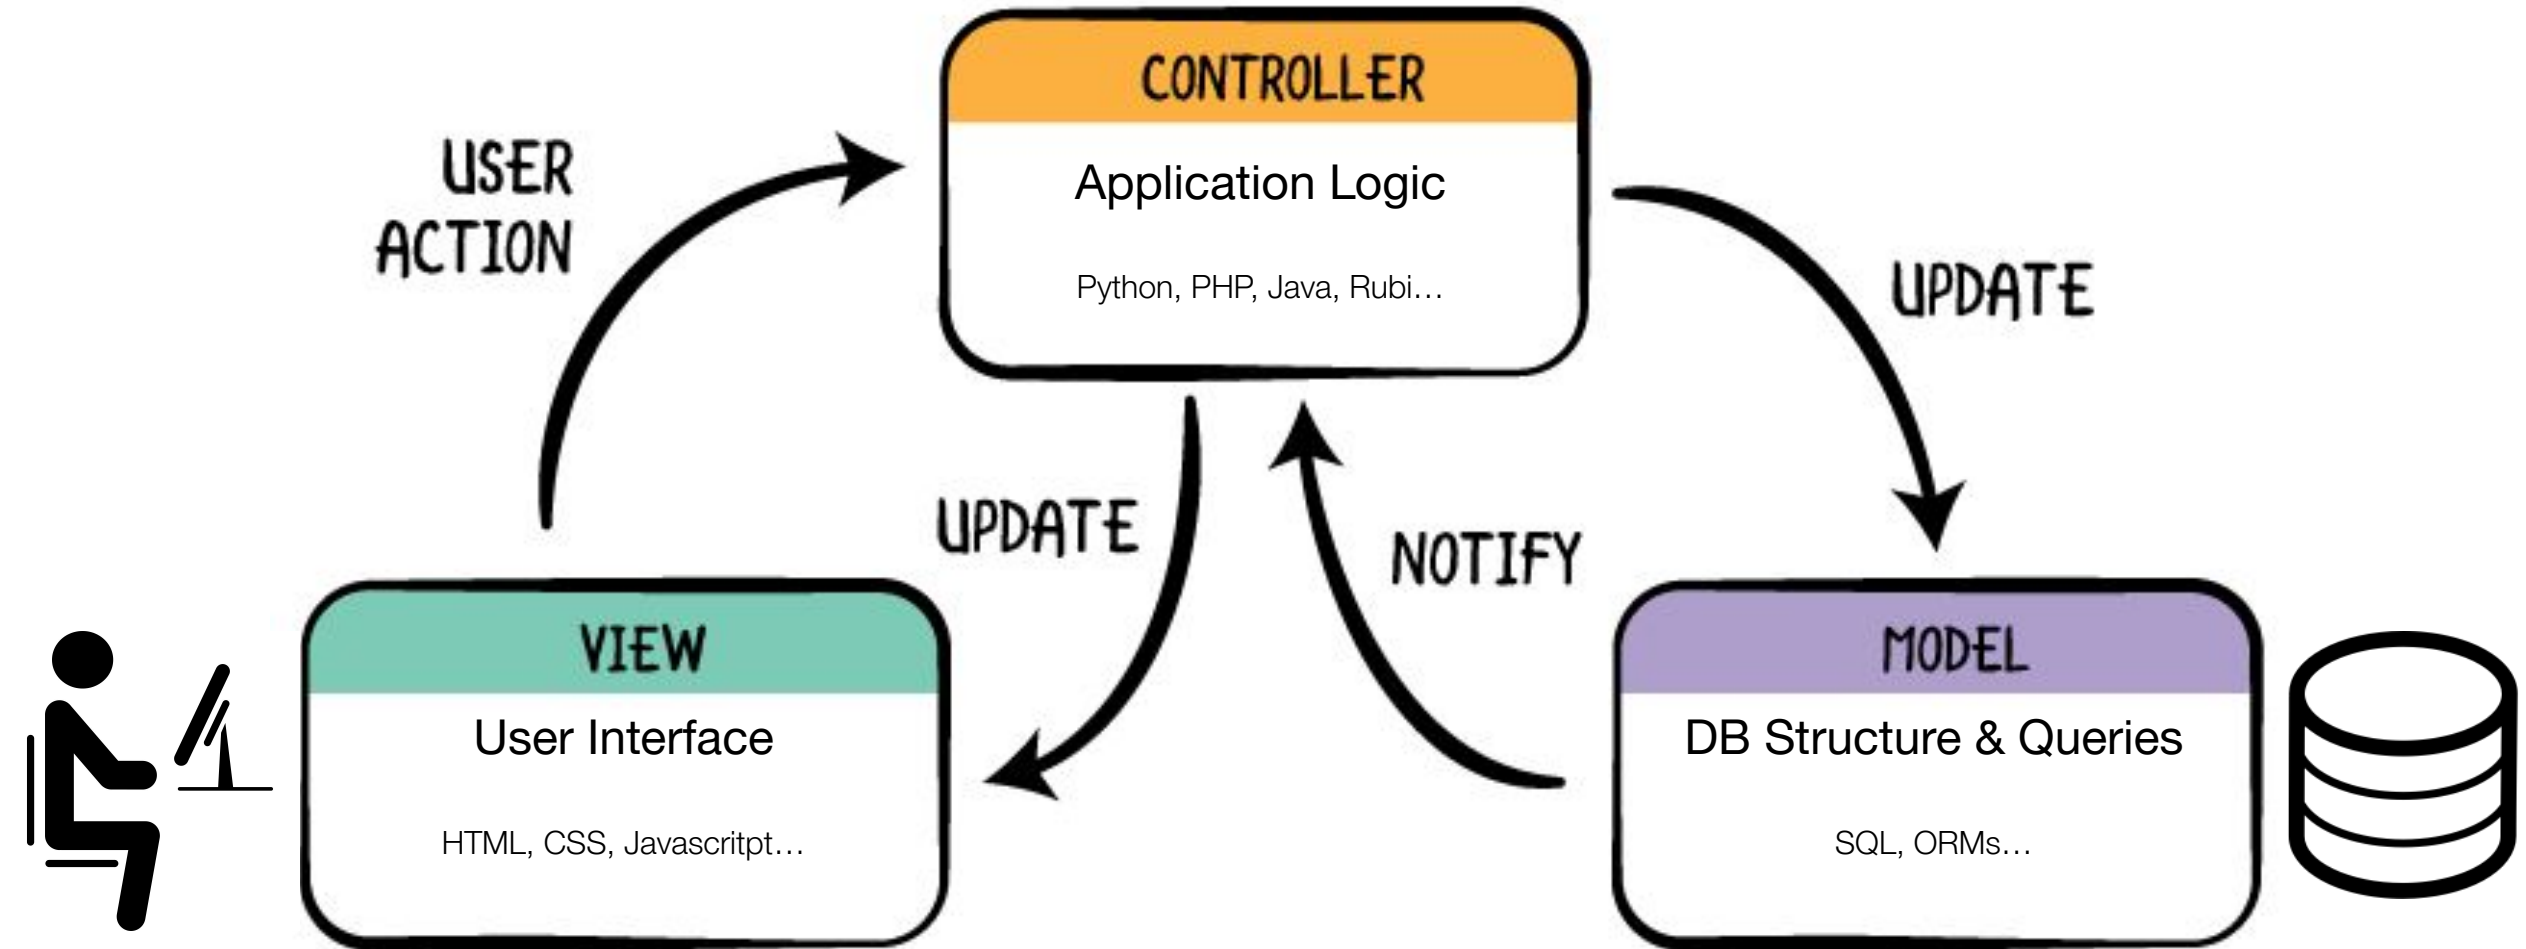 CONTROLLER
Application Logic
Python, PHP, Java, Rubi...
USER
ACTION
UPDATE
UPDATE
NOTIFY
VIEW
User Interface
HTML, CSS, Javascritpt...
MODEL
DB Structure & Queries
SQL, ORMs...